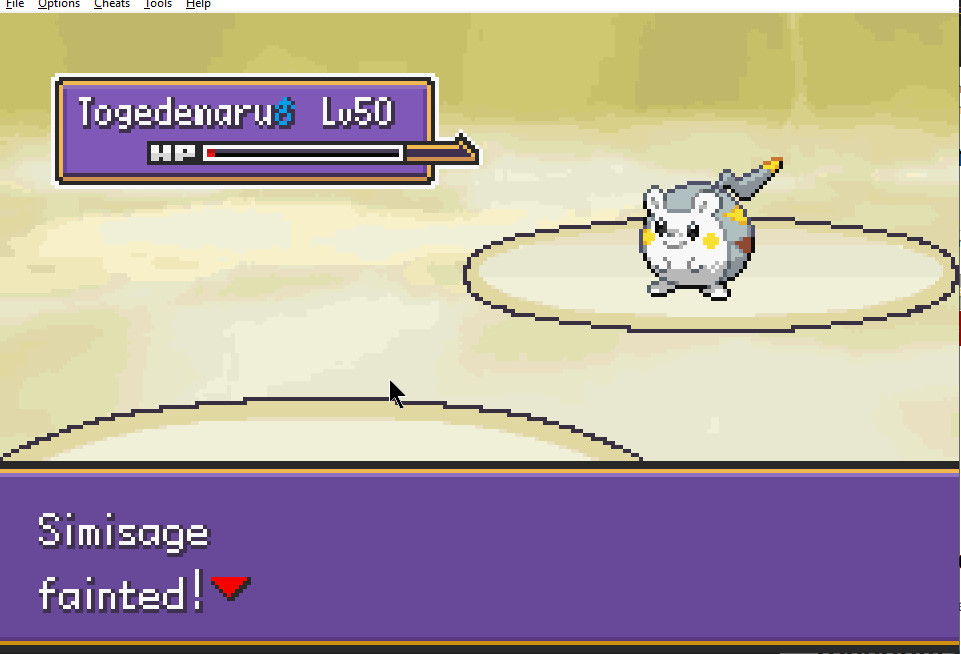 File Options Cheats Tools Help
Togedemaru♂ Lv50
HP
Simisage
fainted!